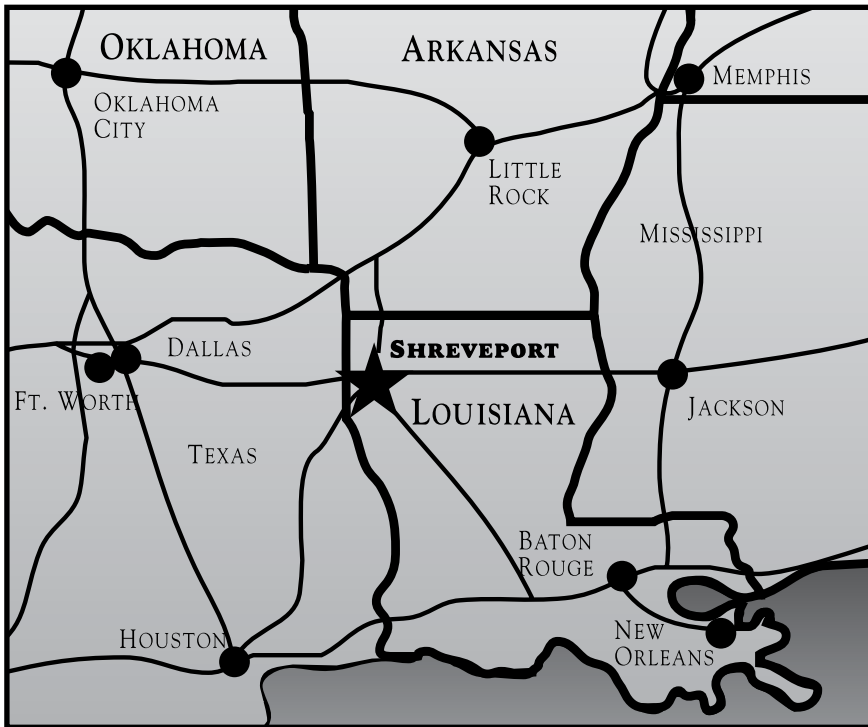 OKLAHOMA
ARKANSAS
MEMPHIS
OKLAHOMA
CITY
LITTLE
ROCK
MISSISSIPPI
SHREVEPORT
DALLAS
FT. WORTH
LOUISIANA
JACKSON
TEXAS
BATON
ROUGE
HOUSTON
NEW
ORLEANS